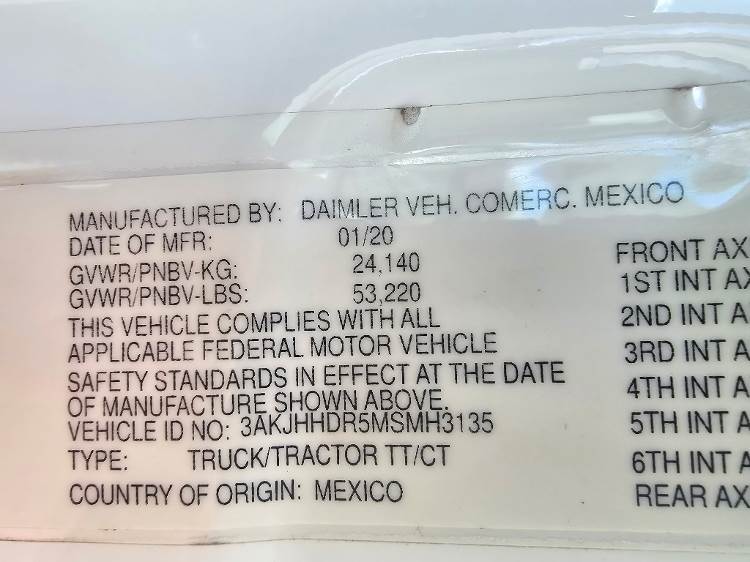 MANUFACTURED BY: DAIMLER VEH. COMERC. MEXICO
DATE OF MFR: 01/20
GVWR/PNBV-KG: 24,140
GVWR/PNBV-LBS: 53,220
THIS VEHICLE COMPLIES WITH ALL
APPLICABLE FEDERAL MOTOR VEHICLE
SAFETY STANDARDS IN EFFECT AT THE DATE
OF MANUFACTURE SHOWN ABOVE.
VEHICLE ID NO: 3AKJHHDR5MSMH3135
TYPE: TRUCK/TRACTOR TT/CT
COUNTRY OF ORIGIN: MEXICO
FRONT AX
1ST INT AX
2ND INT A
3RD INT A
4TH INT A
5TH INT A
6TH INT A
REAR AX